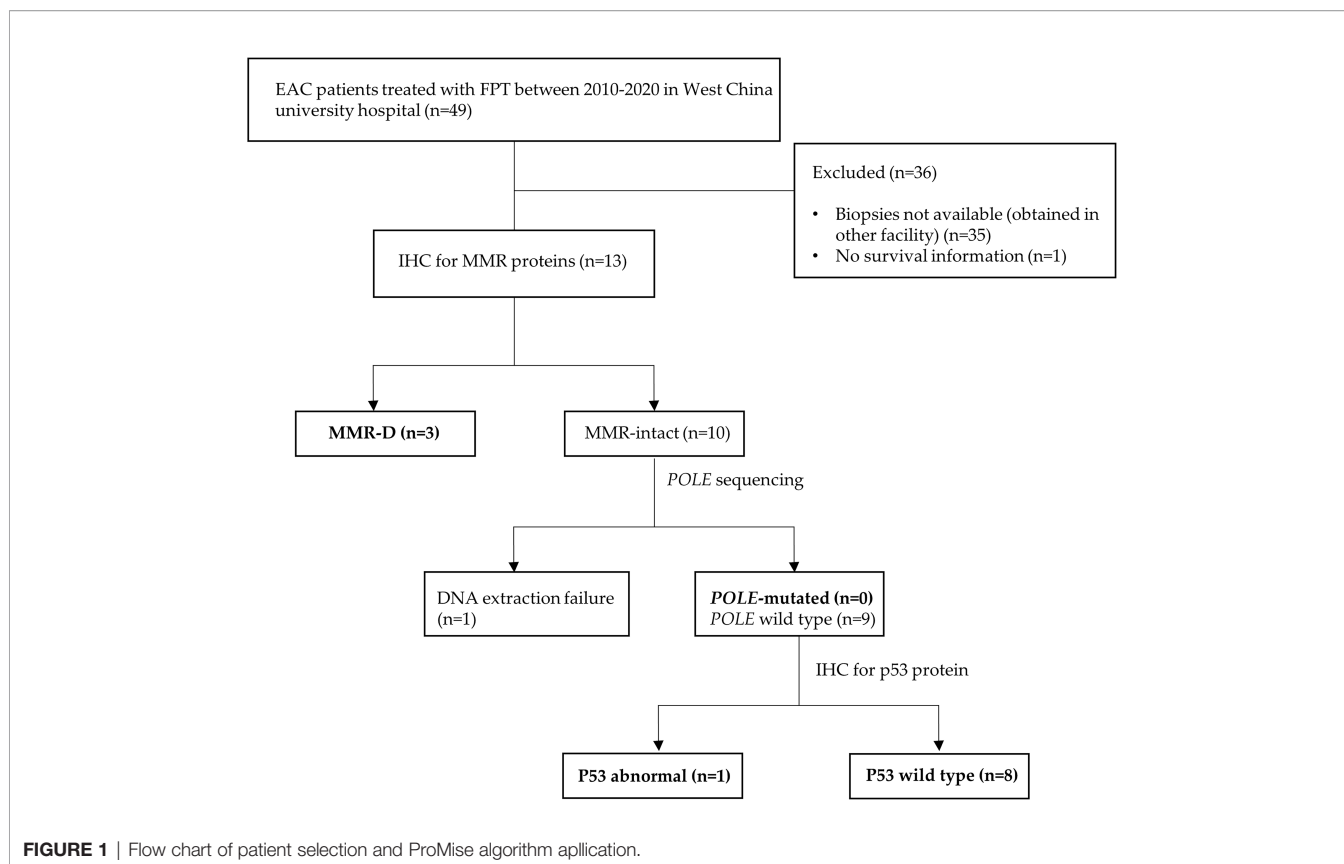 EAC patients treated with FPT between 2010-2020 in West China
university hospital (n=49)
Excluded (n=36)
• Biopsies not available (obtained in
other facility) (n=35)
• No survival information (n=1)
IHC for MMR proteins (n=13)
MMR-D (n=3)
MMR-intact (n=10)
POLE sequencing
DNA extraction failure
(n=1)
POLE-mutated (n=0)
POLE wild type (n=9)
IHC for p53 protein
P53 abnormal (n=1)
P53 wild type (n=8)
FIGURE 1 | Flow chart of patient selection and ProMise algorithm apllication.